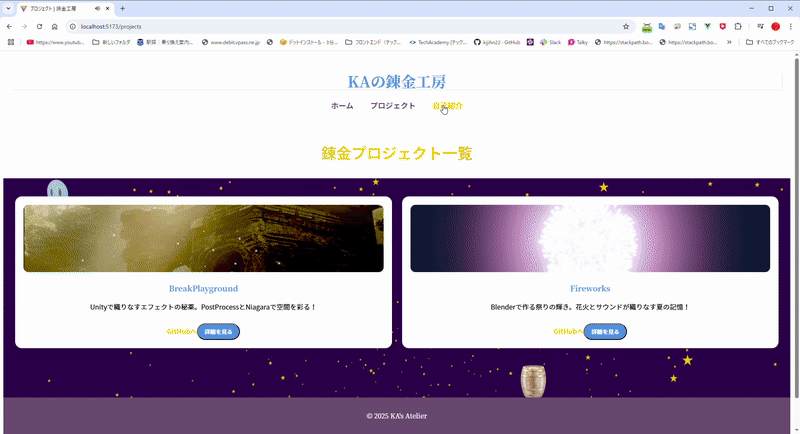 プロジェクト | 錬金工房
localhost:5173/projects
https://www.youtub...
新しいフォルダ
駅探｜乗り換え案内...
www.debit.vpass.ne.jp
ドットインストール - 3分...
フロントエンド（テック...
TechAcademy [テック...
kijihn22 · GitHub
Slack
Talky
https://stackpath.bo...
https://stackpath.bo...
すべてのブックマーク
KAの錬金工房
ホーム
プロジェクト
自己紹介
錬金プロジェクト一覧
BreakPlayground
Unityで織りなすエフェクトの秘薬。PostProcessとNiagaraで空間を彩る！
GitHubへ 詳細を見る
Fireworks
Blenderで作る祭りの輝き。花火とサウンドが織りなす夏の記憶！
GitHubへ 詳細を見る
© 2025 KA's Atelier